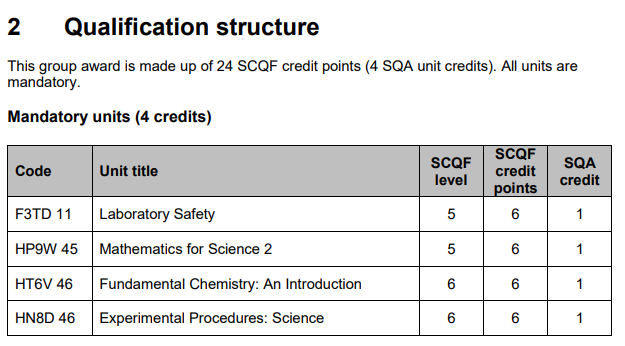 2 Qualification structure
This group award is made up of 24 SCQF credit points (4 SQA unit credits). All units are
mandatory.
Mandatory units (4 credits)
Code Unit title SCQF level SCQF credit points SQA credit
F3TD 11 Laboratory Safety 5 6 1
HP9W 45 Mathematics for Science 2 5 6 1
HT6V 46 Fundamental Chemistry: An Introduction 6 6 1
HN8D 46 Experimental Procedures: Science 6 6 1